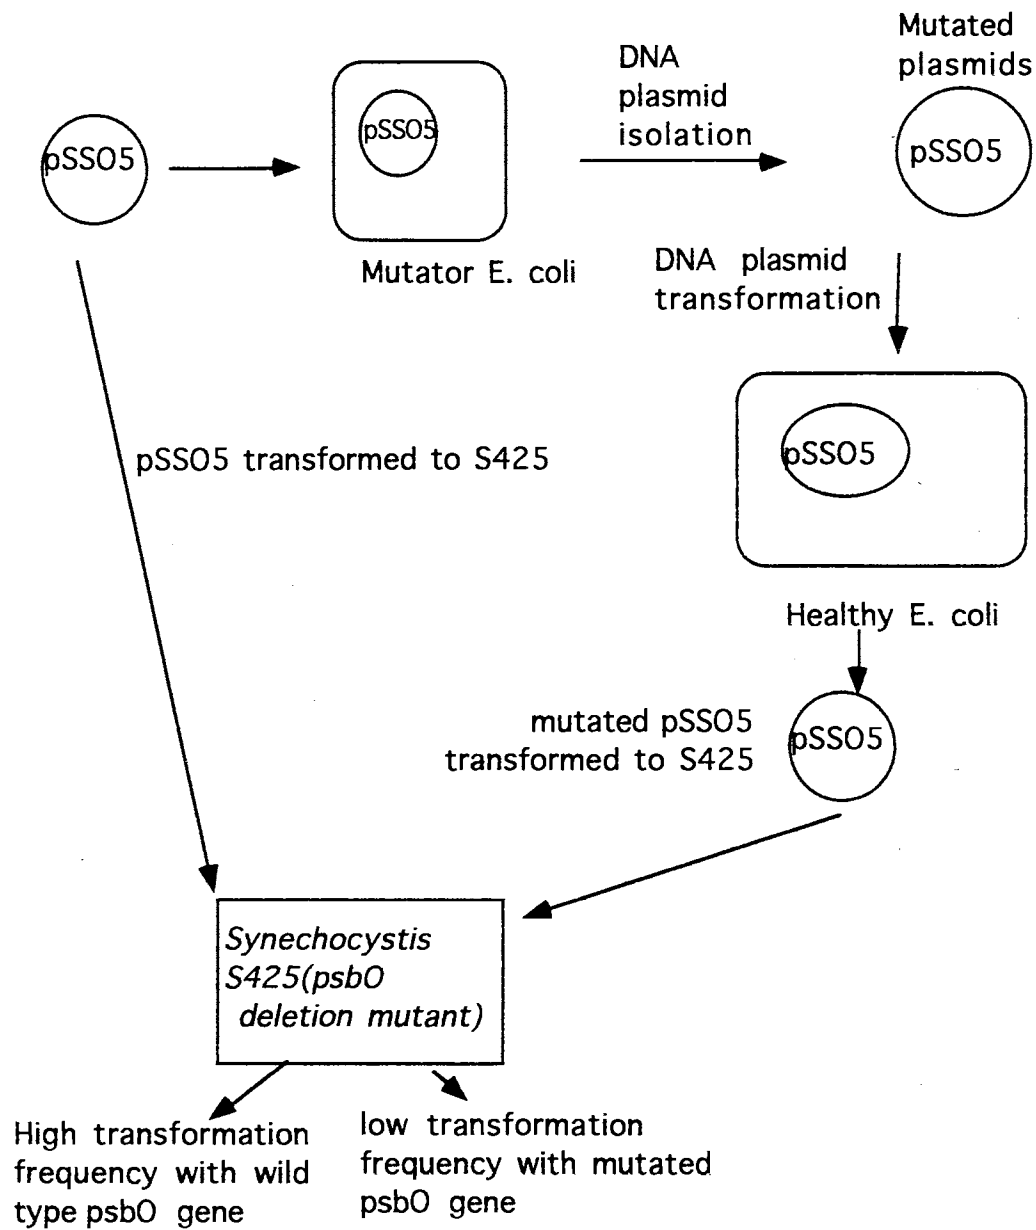 pSSO5
pSSO5
Mutator E. coli
DNA
plasmid
isolation
Mutated
plasmids
pSSO5
DNA plasmid
transformation
pSSO5
Healthy E. coli
pSSO5 transformed to S425
mutated pSSO5
transformed to S425
pSSO5
Synechocystis
S425(psbO
deletion mutant)
High transformation
frequency with wild
type psbO gene
low transformation
frequency with mutated
psbO gene